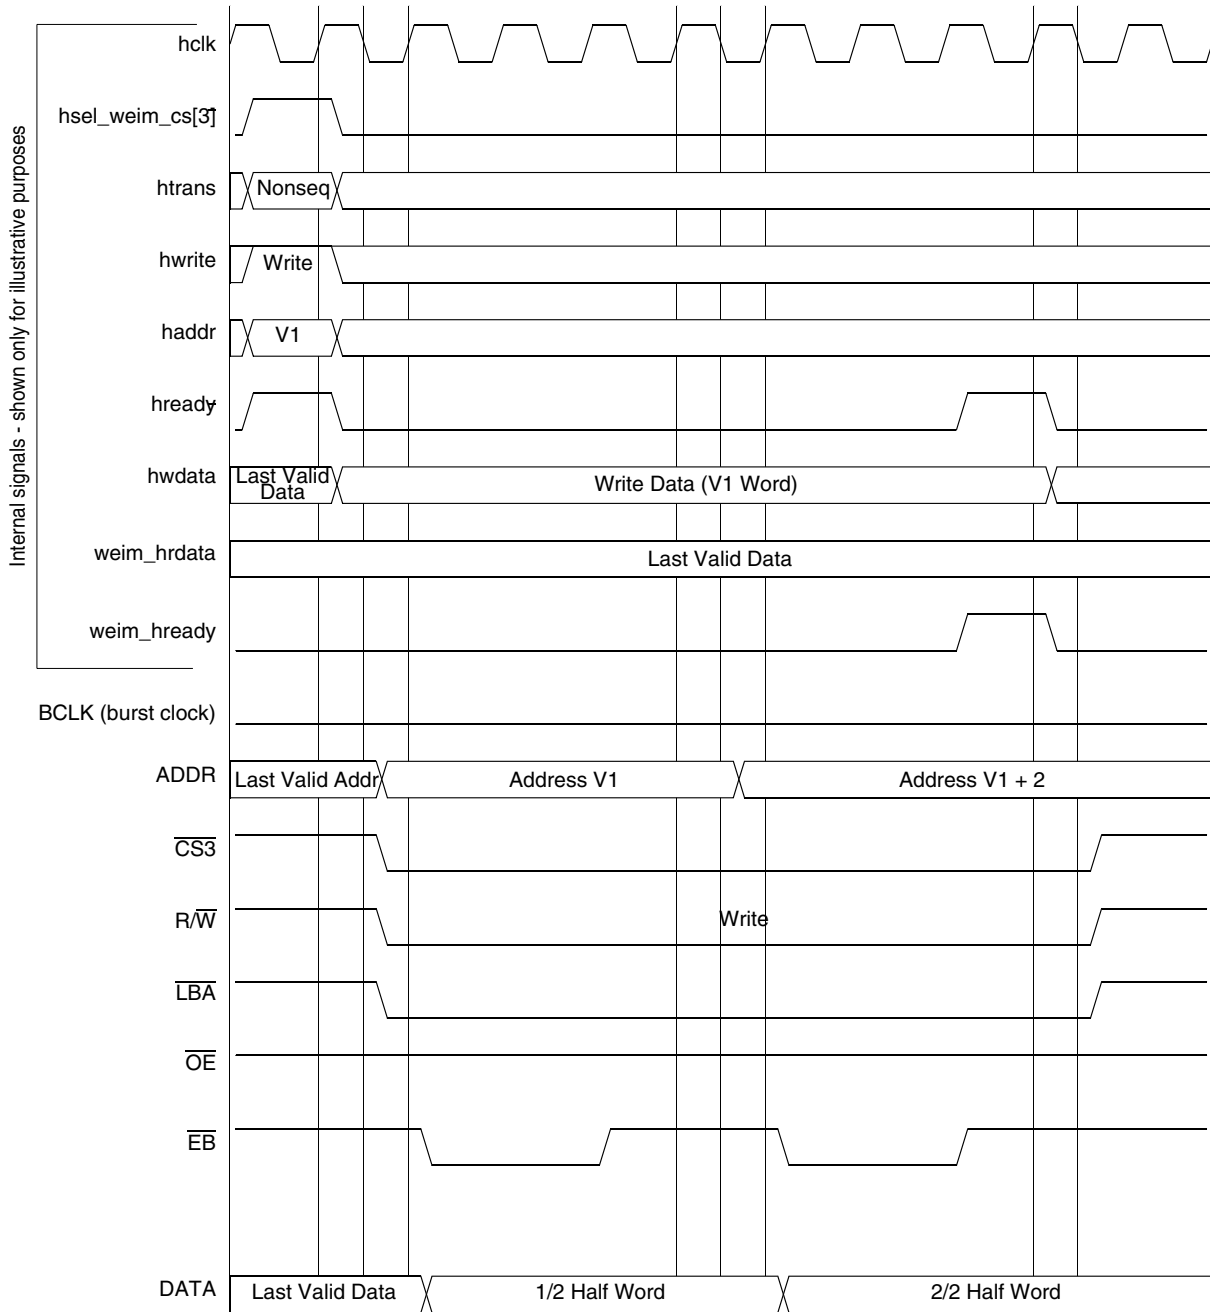 Internal signals - shown only for illustrative purposes
hclk
hsel_weim_cs[3]
htrans
Nonseq
hwrite
Write
haddr
V1
hready
hwdata
Last Valid
Data
Write Data (V1 Word)
weim_hrdata
Last Valid Data
weim_hready
BCLK (burst clock)
ADDR
Last Valid Addr
Address V1
Address V1 + 2
CS3
R/W
Write
LBA
OE
EB
DATA
Last Valid Data
1/2 Half Word
2/2 Half Word